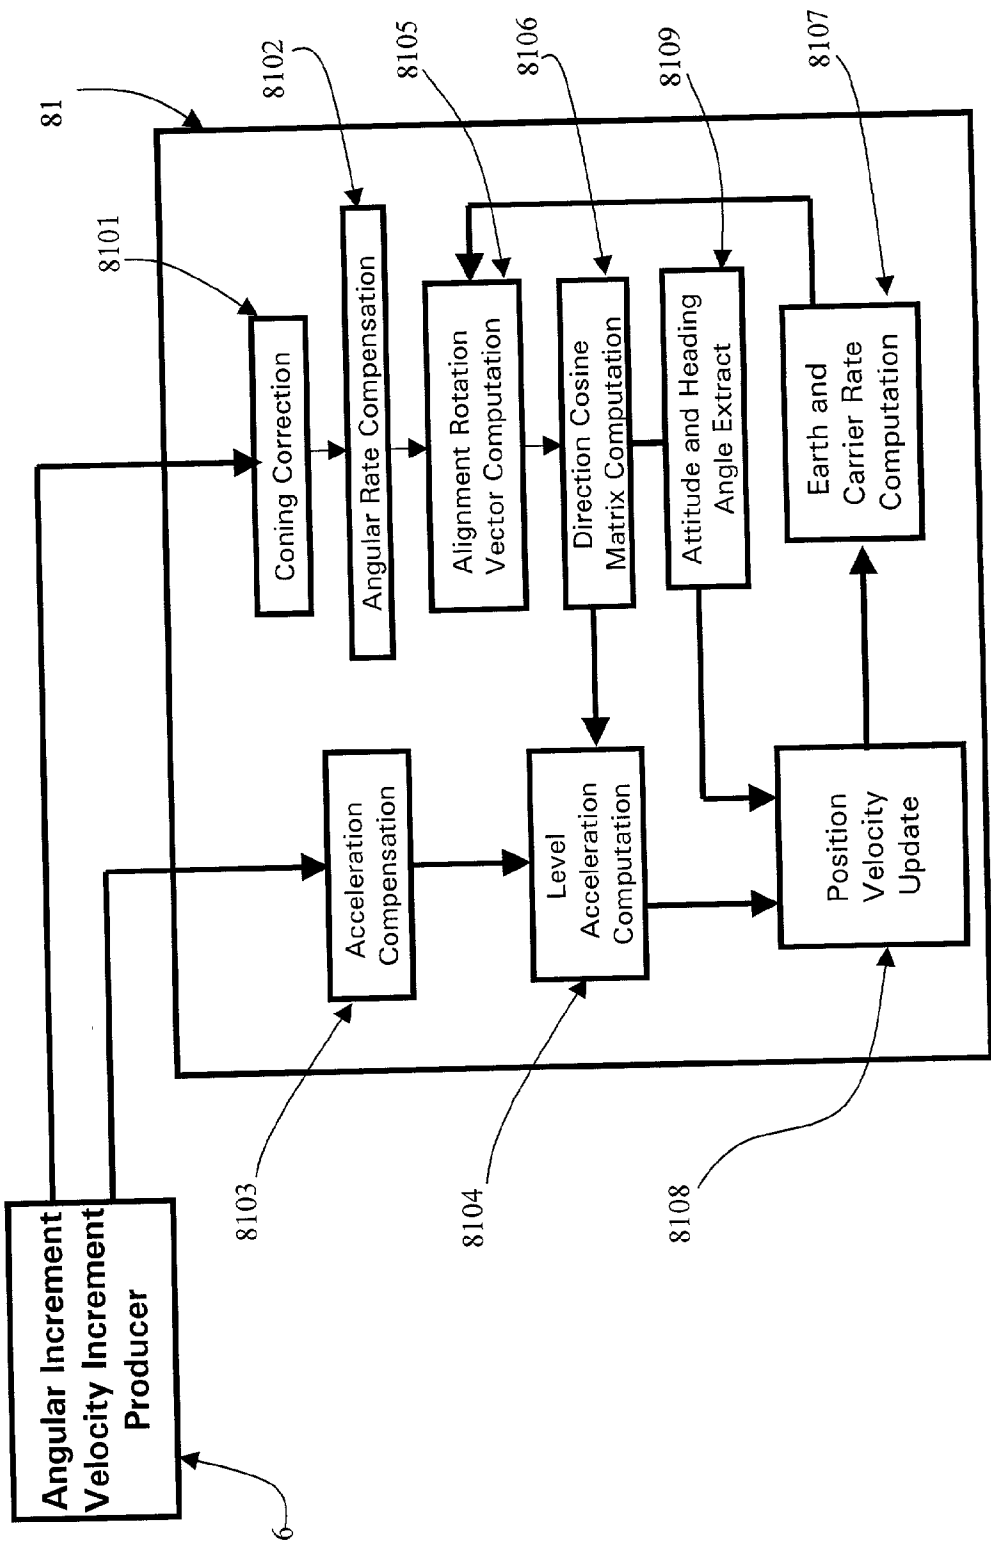 Angular Increment
Velocity Increment
Producer
6
81
8101
Coning Correction
8102
Angular Rate Compensation
8105
Alignment Rotation
Vector Computation
8106
Direction Cosine
Matrix Computation
8109
Attitude and Heading
Angle Extract
8107
Earth and
Carrier Rate
Computation
8103
Acceleration
Compensation
8104
Level
Acceleration
Computation
8108
Position
Velocity
Update